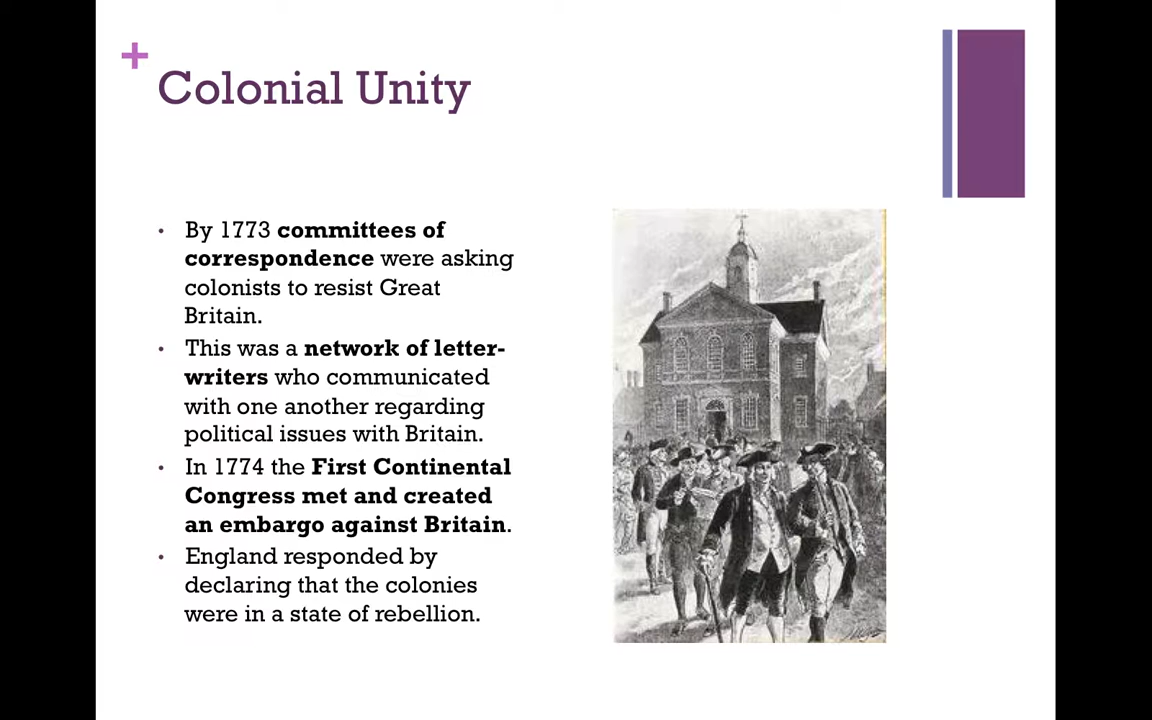 +
Colonial Unity
• By 1773 committees of
correspondence were asking
colonists to resist Great
Britain.
• This was a network of letter-
writers who communicated
with one another regarding
political issues with Britain.
• In 1774 the First Continental
Congress met and created
an embargo against Britain.
• England responded by
declaring that the colonies
were in a state of rebellion.